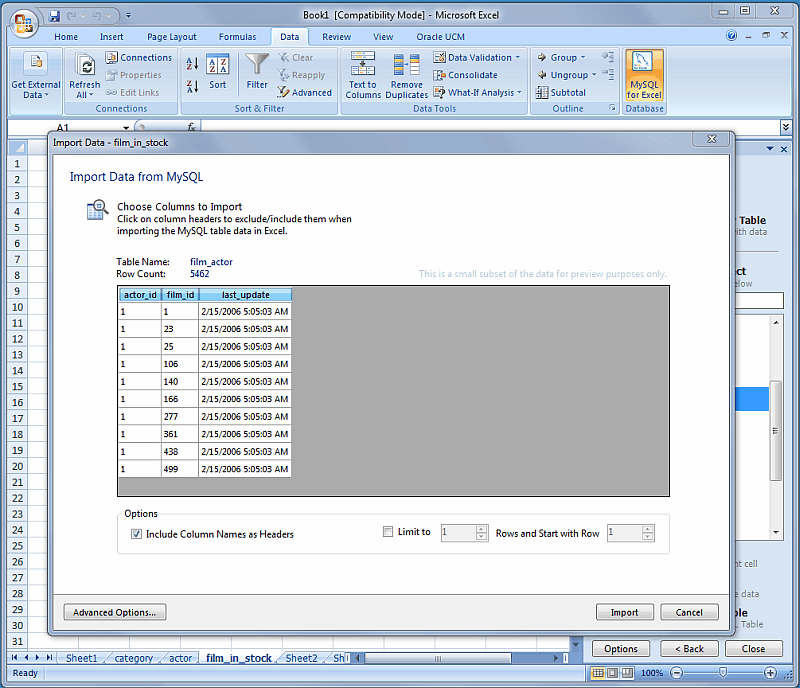 Book1 [Compatibility Mode] - Microsoft Excel
Home Insert Page Layout Formulas Data Review View Oracle UCM
Get External Data
Refresh All
Connections
Properties
Edit Links
Connections
Sort
Filter
Clear
Reapply
Advanced
Sort & Filter
Text to Columns
Remove Duplicates
Data Validation
Consolidate
What-If Analysis
Data Tools
Group
Ungroup
Subtotal
Outline
MySQL for Excel
Database
A1 fx
Import Data - film_in_stock
Import Data from MySQL
Choose Columns to Import
Click on column headers to exclude/include them when
importing the MySQL table data in Excel.
Table Name: film_actor
Row Count: 5462
This is a small subset of the data for preview purposes only.
actor_id film_id last_update
1 1 2/15/2006 5:05:03 AM
1 23 2/15/2006 5:05:03 AM
1 25 2/15/2006 5:05:03 AM
1 106 2/15/2006 5:05:03 AM
1 140 2/15/2006 5:05:03 AM
1 166 2/15/2006 5:05:03 AM
1 277 2/15/2006 5:05:03 AM
1 361 2/15/2006 5:05:03 AM
1 438 2/15/2006 5:05:03 AM
1 499 2/15/2006 5:05:03 AM
Options
Include Column Names as Headers
Limit to 1 Rows and Start with Row 1
Advanced Options... Import Cancel
1
2
3
4
5
6
7
8
9
10
11
12
13
14
15
16
17
18
19
20
21
22
23
24
25
26
27
28
29
30
31
Table
with data
ct
elow
nt cell
e data
ble
L Table
Sheet1 category actor film_in_stock Sheet2 Sh
Options < Back Close
Ready 100%